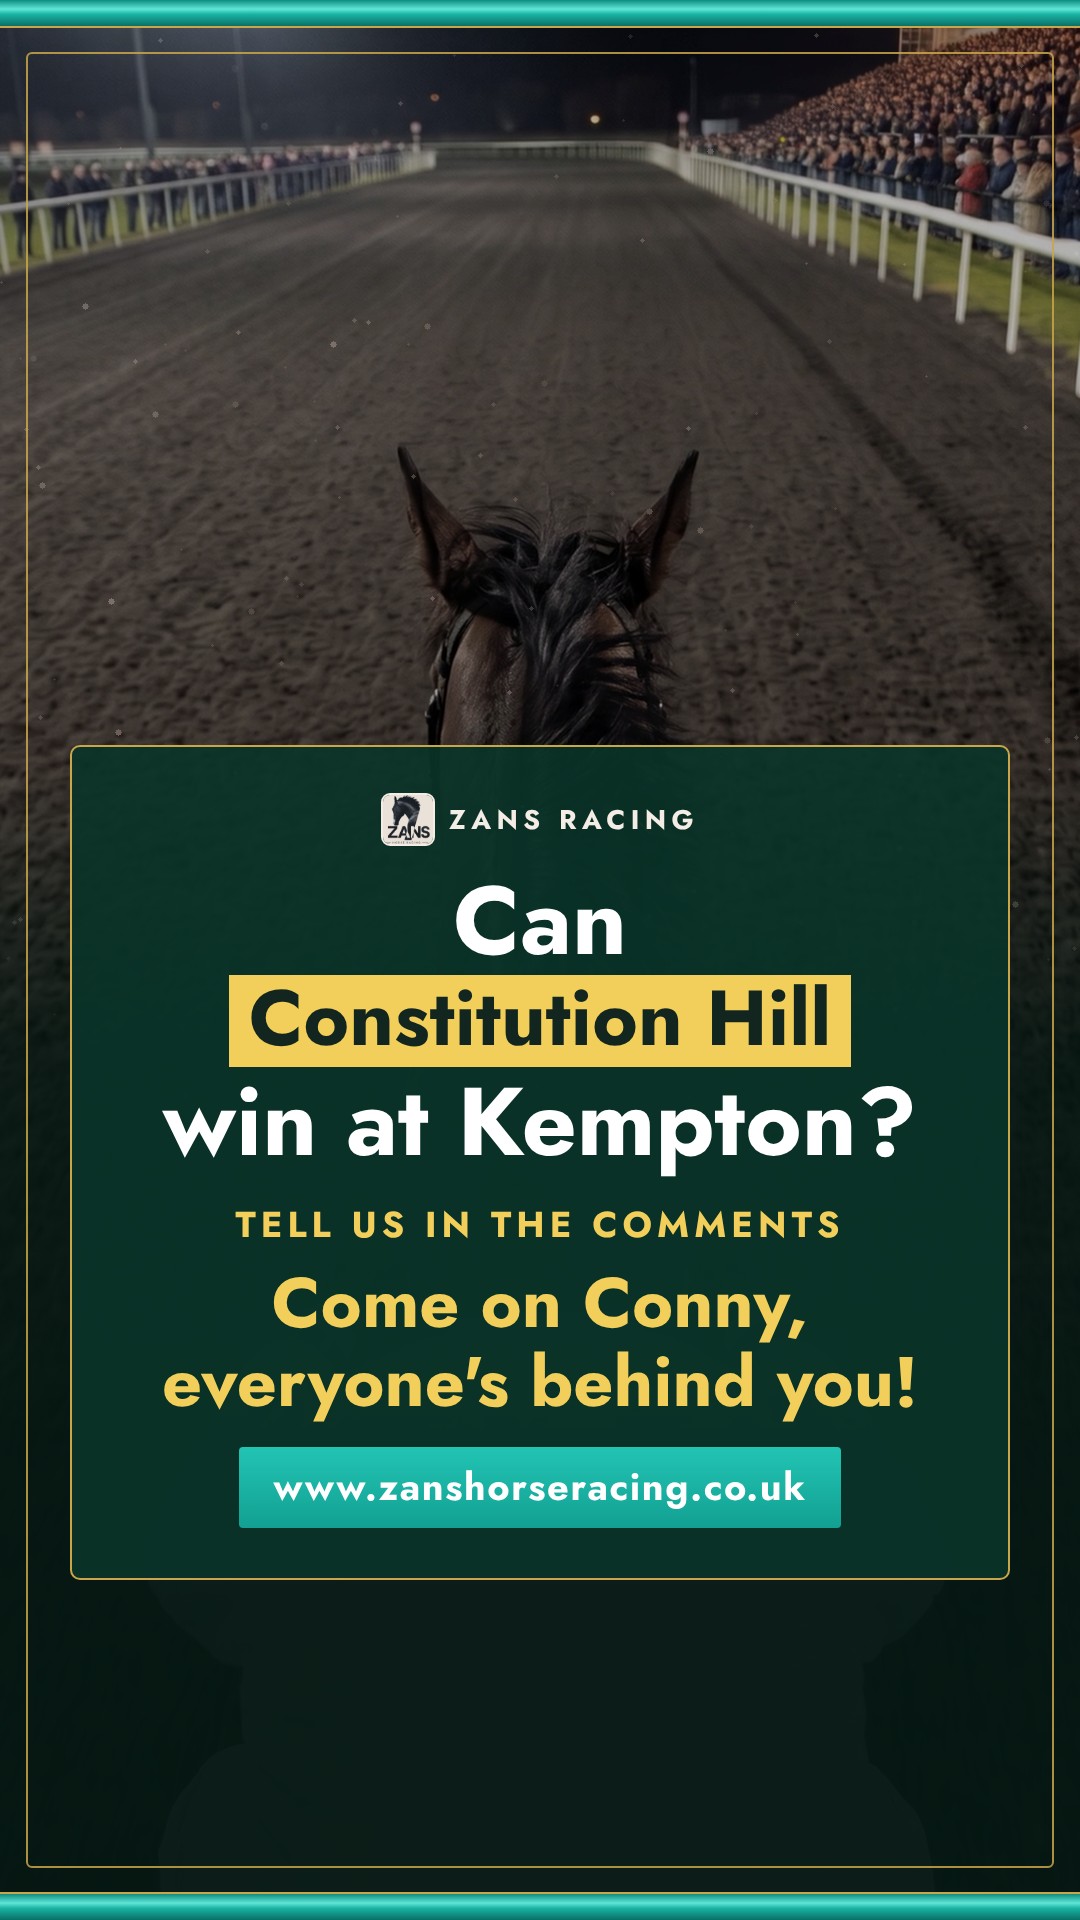 ZANS
ZANS RACING
Can
Constitution Hill
win at Kempton?
TELL US IN THE COMMENTS
Come on Conny,
everyone's behind you!
www.zanshorseracing.co.uk